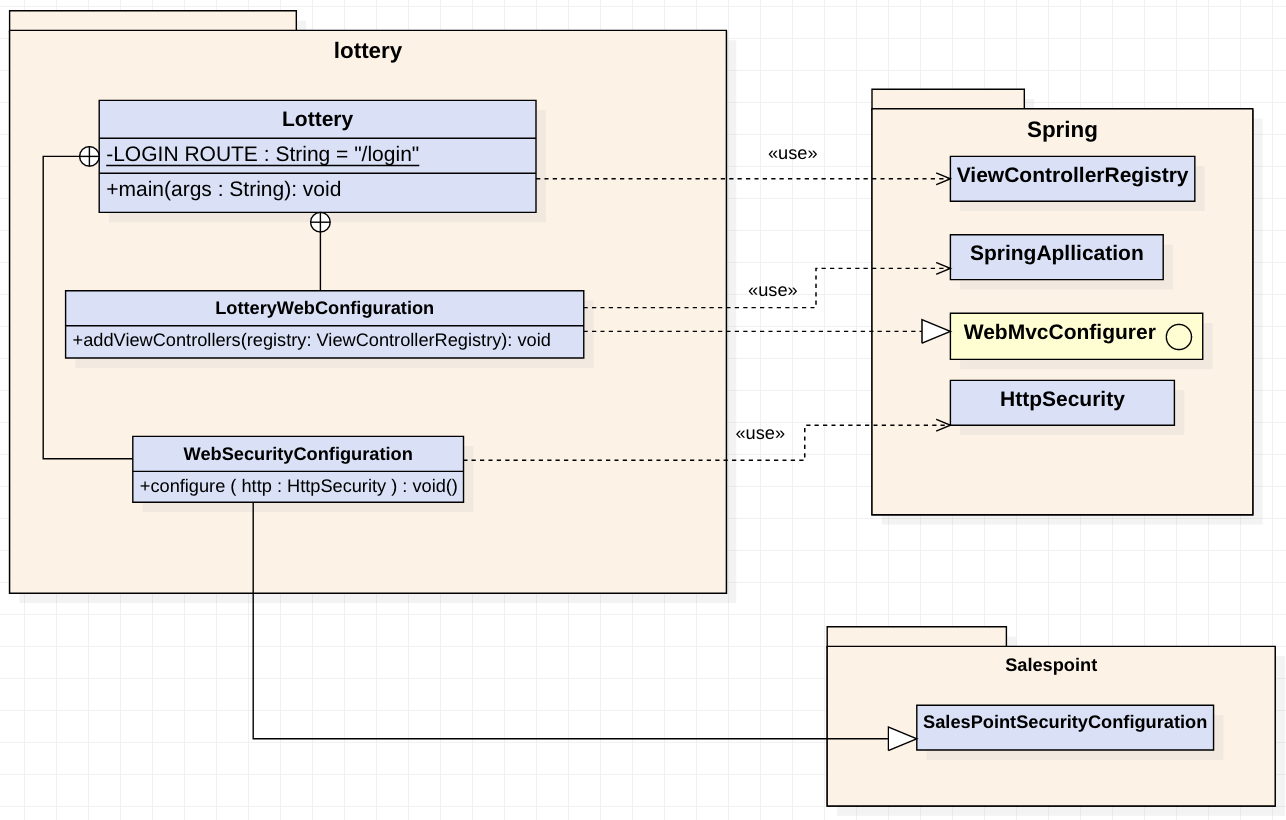 lottery
Lottery
-LOGIN ROUTE : String = "/login"
+main(args : String): void
LotteryWebConfiguration
+addViewControllers(registry: ViewControllerRegistry): void
WebSecurityConfiguration
+configure ( http : HttpSecurity ) : void()
«use»
«use»
«use»
Spring
ViewControllerRegistry
SpringApllication
WebMvcConfigurer
HttpSecurity
Salespoint
SalesPointSecurityConfiguration